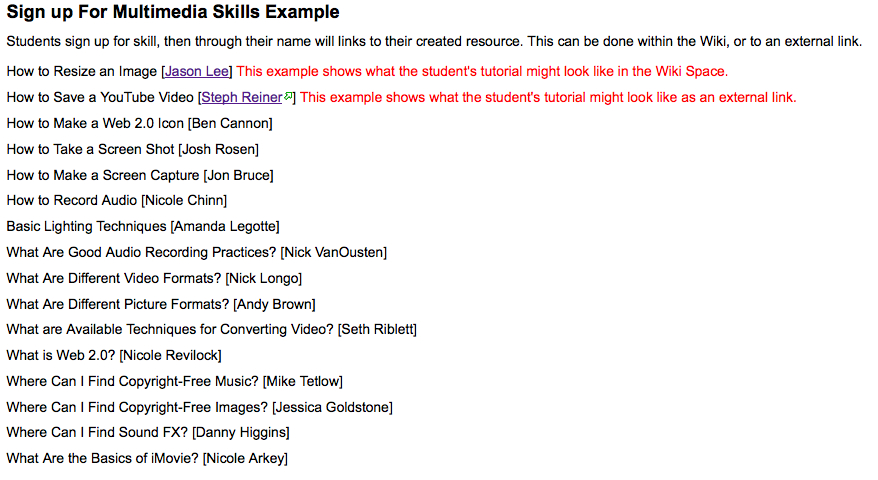 Sign up For Multimedia Skills Example
Students sign up for skill, then through their name will links to their created resource. This can be done within the Wiki, or to an external link.
How to Resize an Image [Jason Lee] This example shows what the student's tutorial might look like in the Wiki Space.
How to Save a YouTube Video [Steph Reiner] This example shows what the student's tutorial might look like as an external link.
How to Make a Web 2.0 Icon [Ben Cannon]
How to Take a Screen Shot [Josh Rosen]
How to Make a Screen Capture [Jon Bruce]
How to Record Audio [Nicole Chinn]
Basic Lighting Techniques [Amanda Legotte]
What Are Good Audio Recording Practices? [Nick VanOusten]
What Are Different Video Formats? [Nick Longo]
What Are Different Picture Formats? [Andy Brown]
What are Available Techniques for Converting Video? [Seth Riblett]
What is Web 2.0? [Nicole Revilock]
Where Can I Find Copyright-Free Music? [Mike Tetlow]
Where Can I Find Copyright-Free Images? [Jessica Goldstone]
Where Can I Find Sound FX? [Danny Higgins]
What Are the Basics of iMovie? [Nicole Arkey]